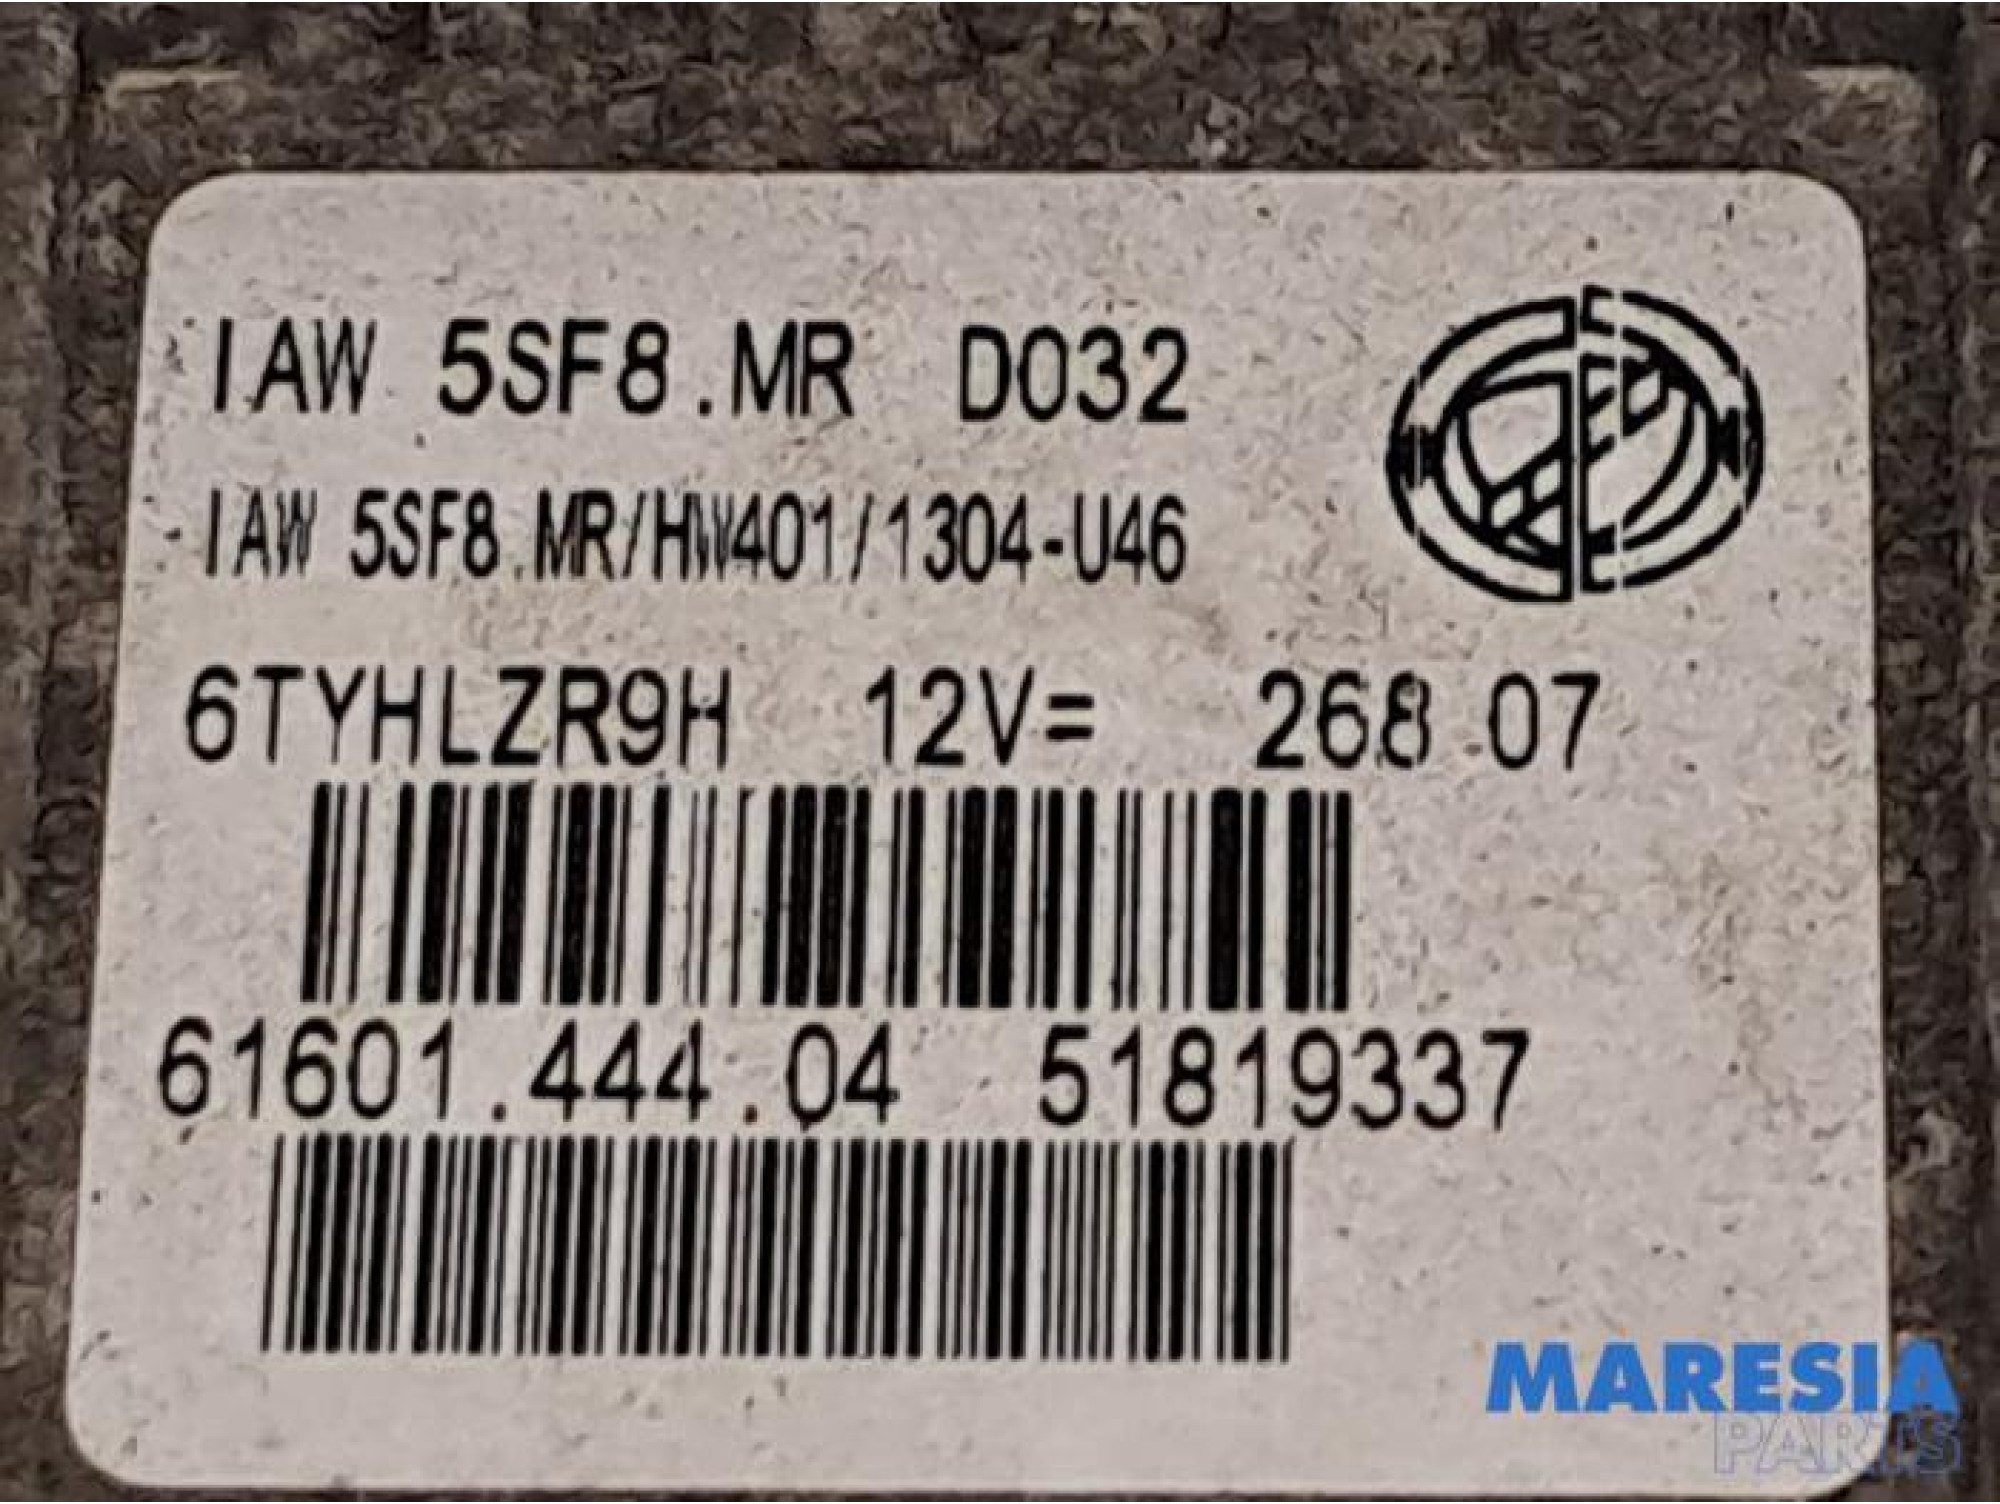 IAW 5SF8.MR D032
IAW 5SF8.MR/HW401/1304-U46
6TYHLZR9H 12V= 268 07
61601.444.04 51819337
MARESIA
PARTS